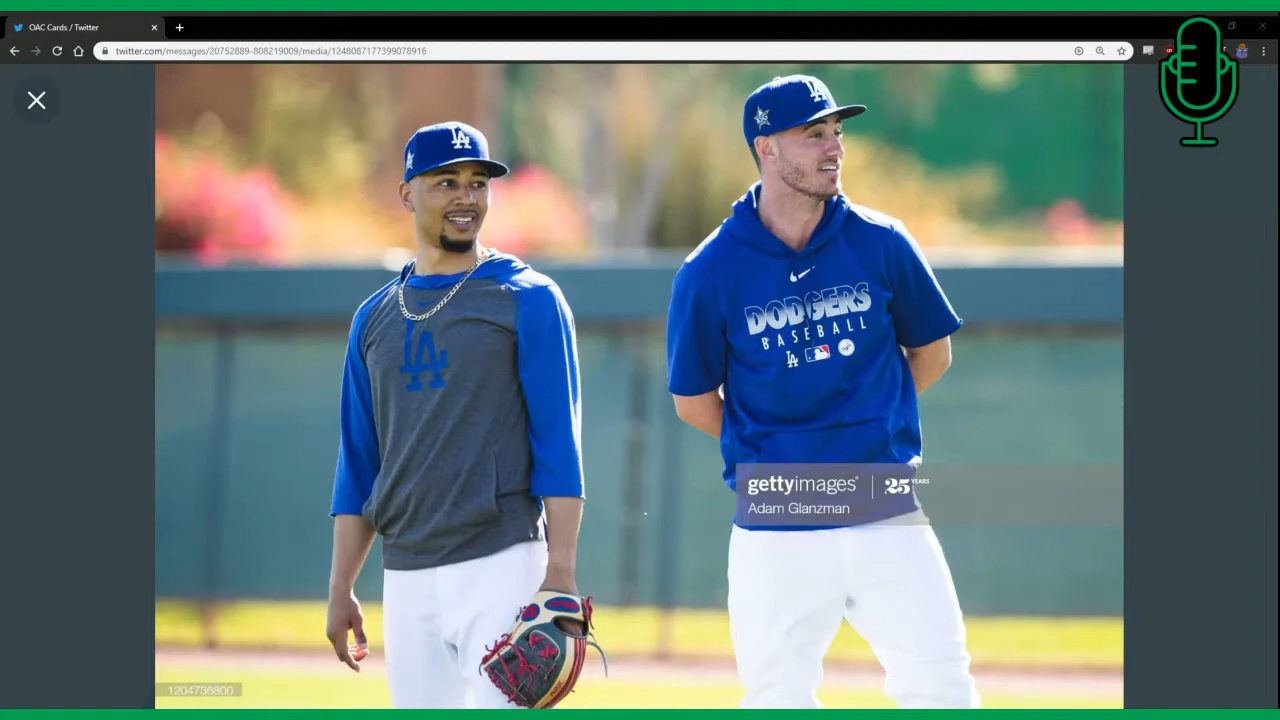 OAC Cards / Twitter
twitter.com/messages/20752889-808219009/media/1248087177399078916
LA
LA
LA
DODGERS
BASEBALL
LA
gettyimages® | 25 YEARS
Adam Glanzman
1204736800